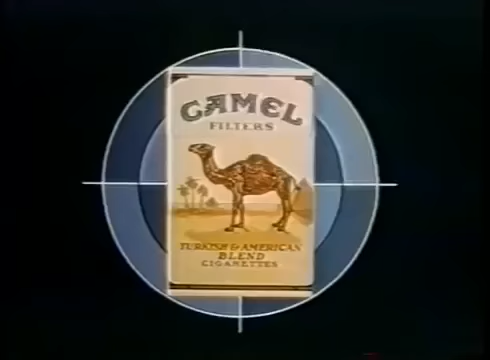 CAMEL
FILTERS
TURKISH & AMERICAN
BLEND
CIGARETTES